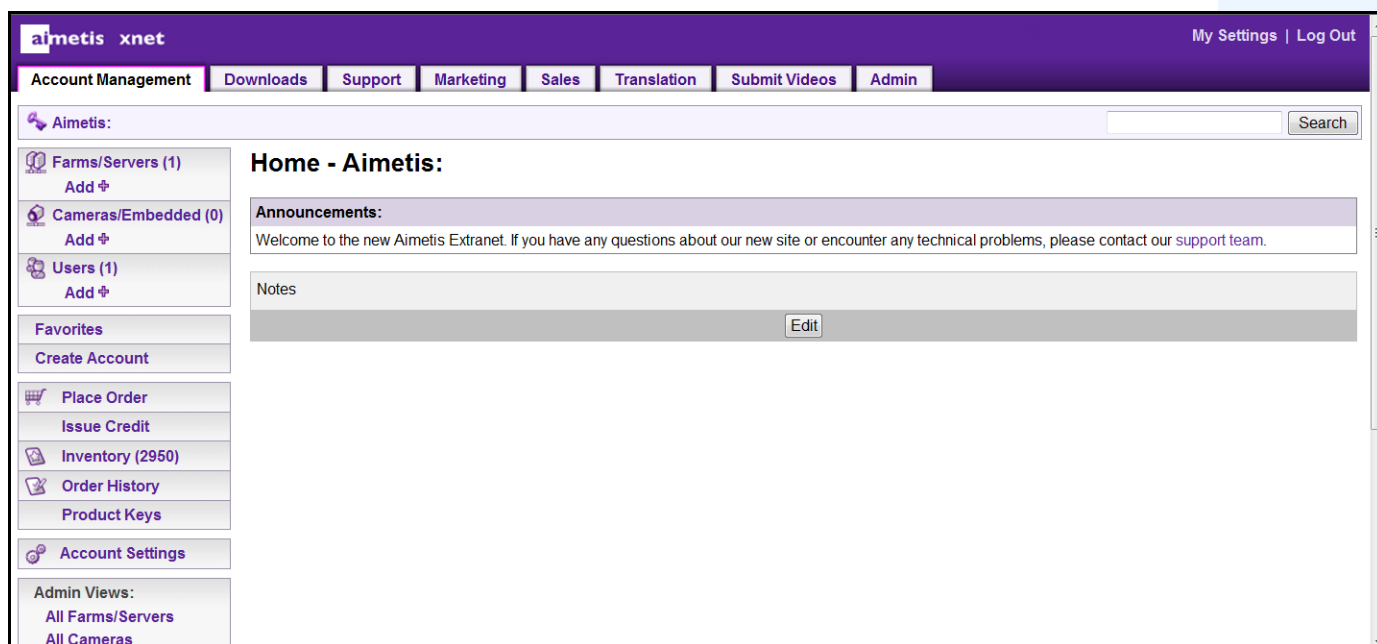 aimetis xnet
My Settings | Log Out
Account Management Downloads Support Marketing Sales Translation Submit Videos Admin
Aimetis:
Search
Farms/Servers (1)
Add
Cameras/Embedded (0)
Add
Users (1)
Add
Favorites
Create Account
Place Order
Issue Credit
Inventory (2950)
Order History
Product Keys
Account Settings
Admin Views:
All Farms/Servers
All Cameras
Home - Aimetis:
Announcements:
Welcome to the new Aimetis Extranet. If you have any questions about our new site or encounter any technical problems, please contact our support team.
Notes
Edit